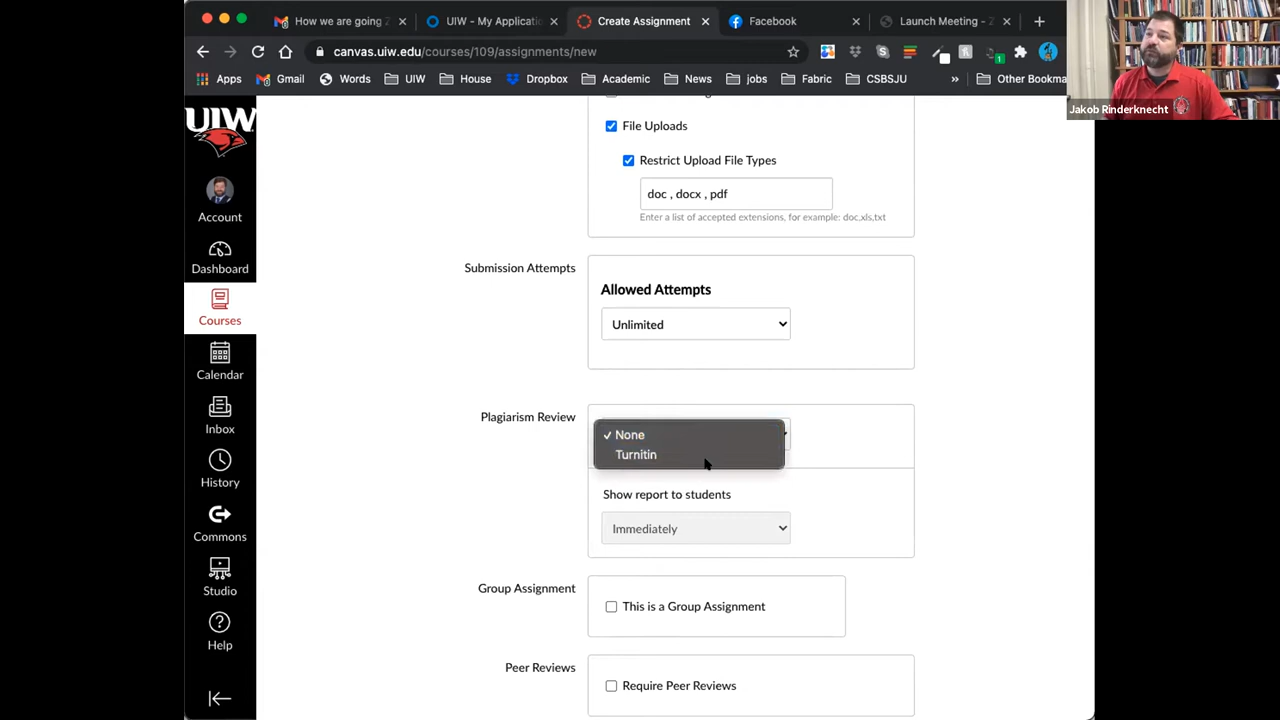 How we are going
UIW - My Applicatio
Create Assignment
Facebook
Launch Meeting - Z
canvas.uiw.edu/courses/109/assignments/new
1
Apps
Gmail
Words
UIW
House
Dropbox
Academic
News
jobs
Fabric
CSBSJU
»
Other Bookma
Jakob Rinderknecht
UIW
Account
Dashboard
Courses
Calendar
Inbox
History
Commons
Studio
Help
File Uploads
Restrict Upload File Types
doc , docx , pdf
Enter a list of accepted extensions, for example: doc,xls,txt
Submission Attempts
Allowed Attempts
Unlimited
Plagiarism Review
✓ None
Turnitin
Show report to students
Immediately
Group Assignment
This is a Group Assignment
Peer Reviews
Require Peer Reviews